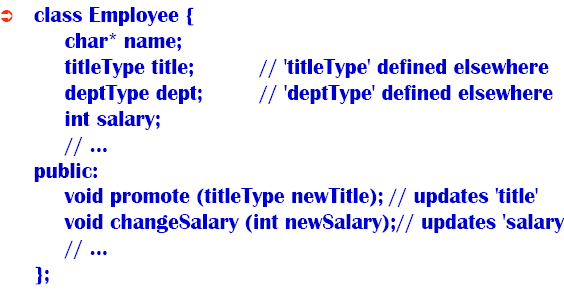 class Employee {
char* name;
titleType title; // 'titleType' defined elsewhere
deptType dept; // 'deptType' defined elsewhere
int salary;
// ...
public:
void promote (titleType newTitle); // updates 'title'
void changeSalary (int newSalary);// updates 'salary
// ...
};